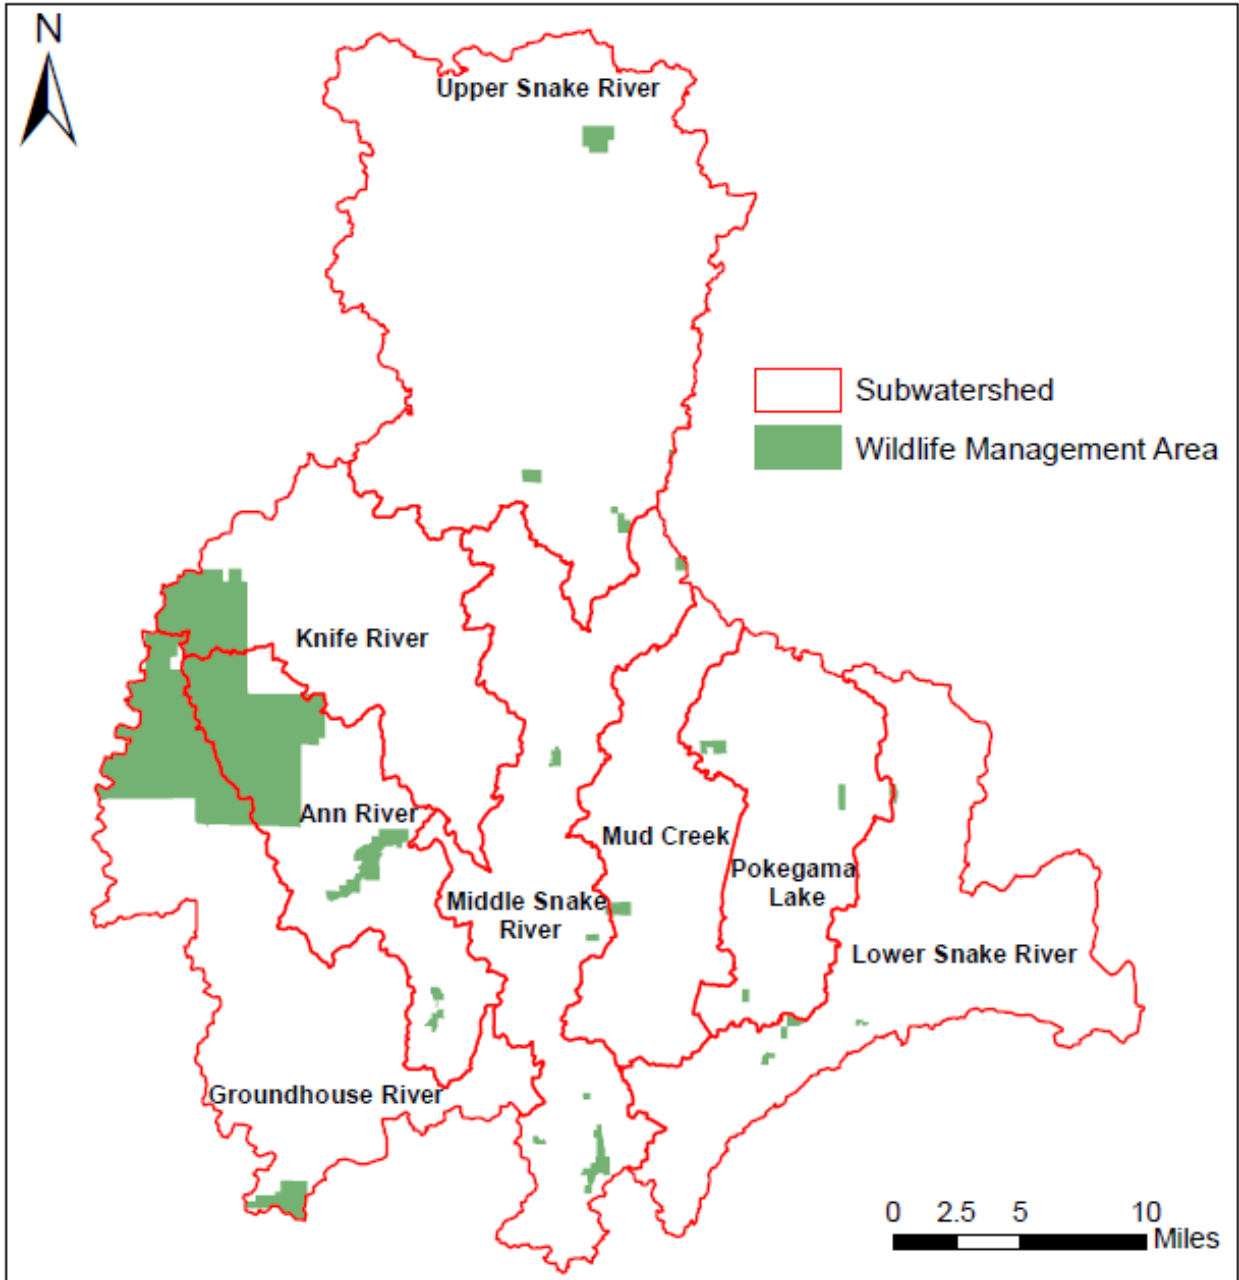 N
Upper Snake River
Subwatershed
Wildlife Management Area
Knife River
Ann River
Mud Creek
Pokegama
Lake
Middle Snake
River
Lower Snake River
Groundhouse River
0 2.5 5 10
Miles